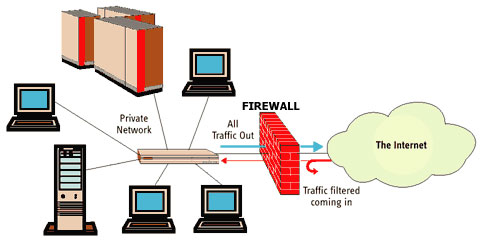 FIREWALL
Private
Network
All
Traffic Out
The Internet
Traffic filtered
coming in